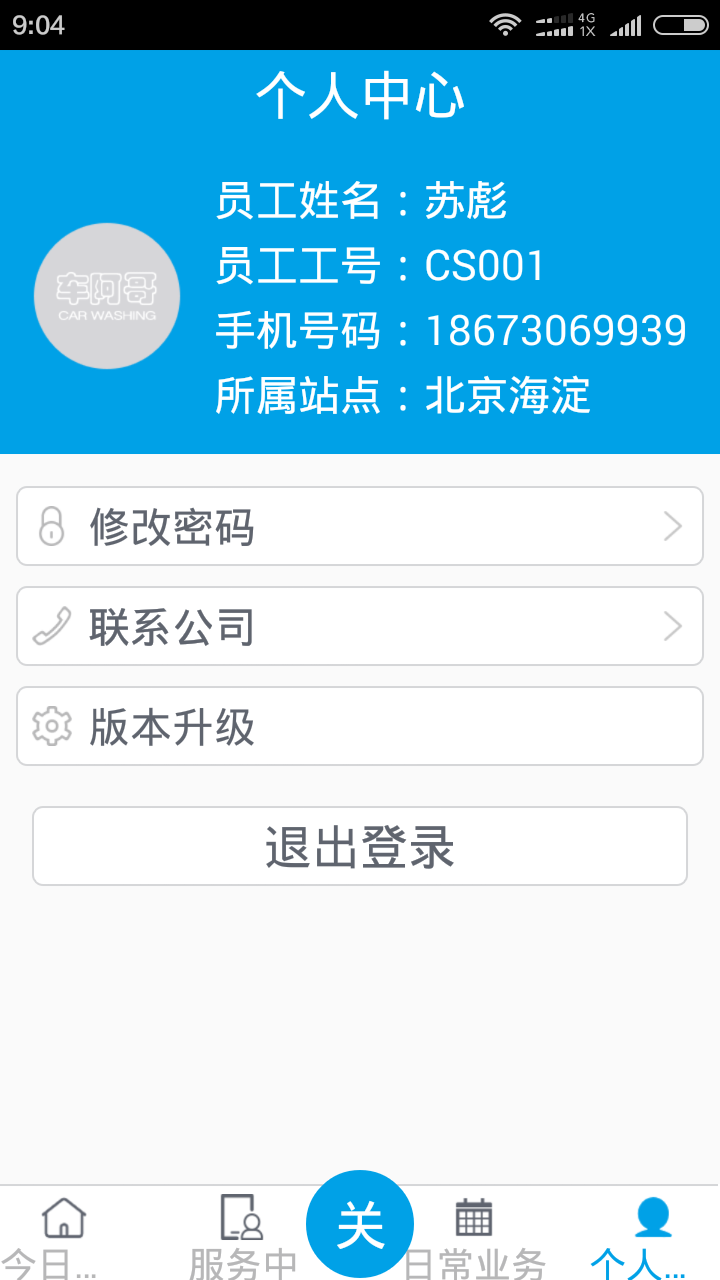 9:04
4G
1X
个人中心
员工姓名：苏彪
员工工号：CS001
手机号码：18673069939
所属站点：北京海淀
车阿哥
CAR WASHING
修改密码
联系公司
版本升级
退出登录
今日...
服务中
关
日常业务
个人...